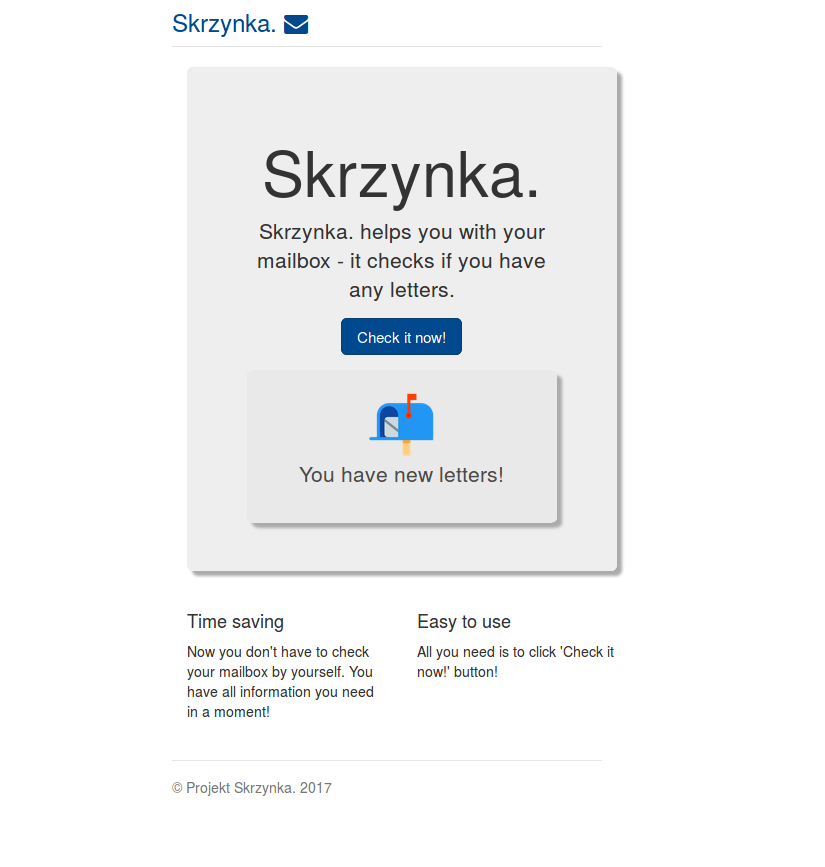 Skrzynka.
Skrzynka.
Skrzynka. helps you with your
mailbox - it checks if you have
any letters.
Check it now!
You have new letters!
Time saving
Now you don't have to check
your mailbox by yourself. You
have all information you need
in a moment!
Easy to use
All you need is to click 'Check it
now!' button!
© Projekt Skrzynka. 2017